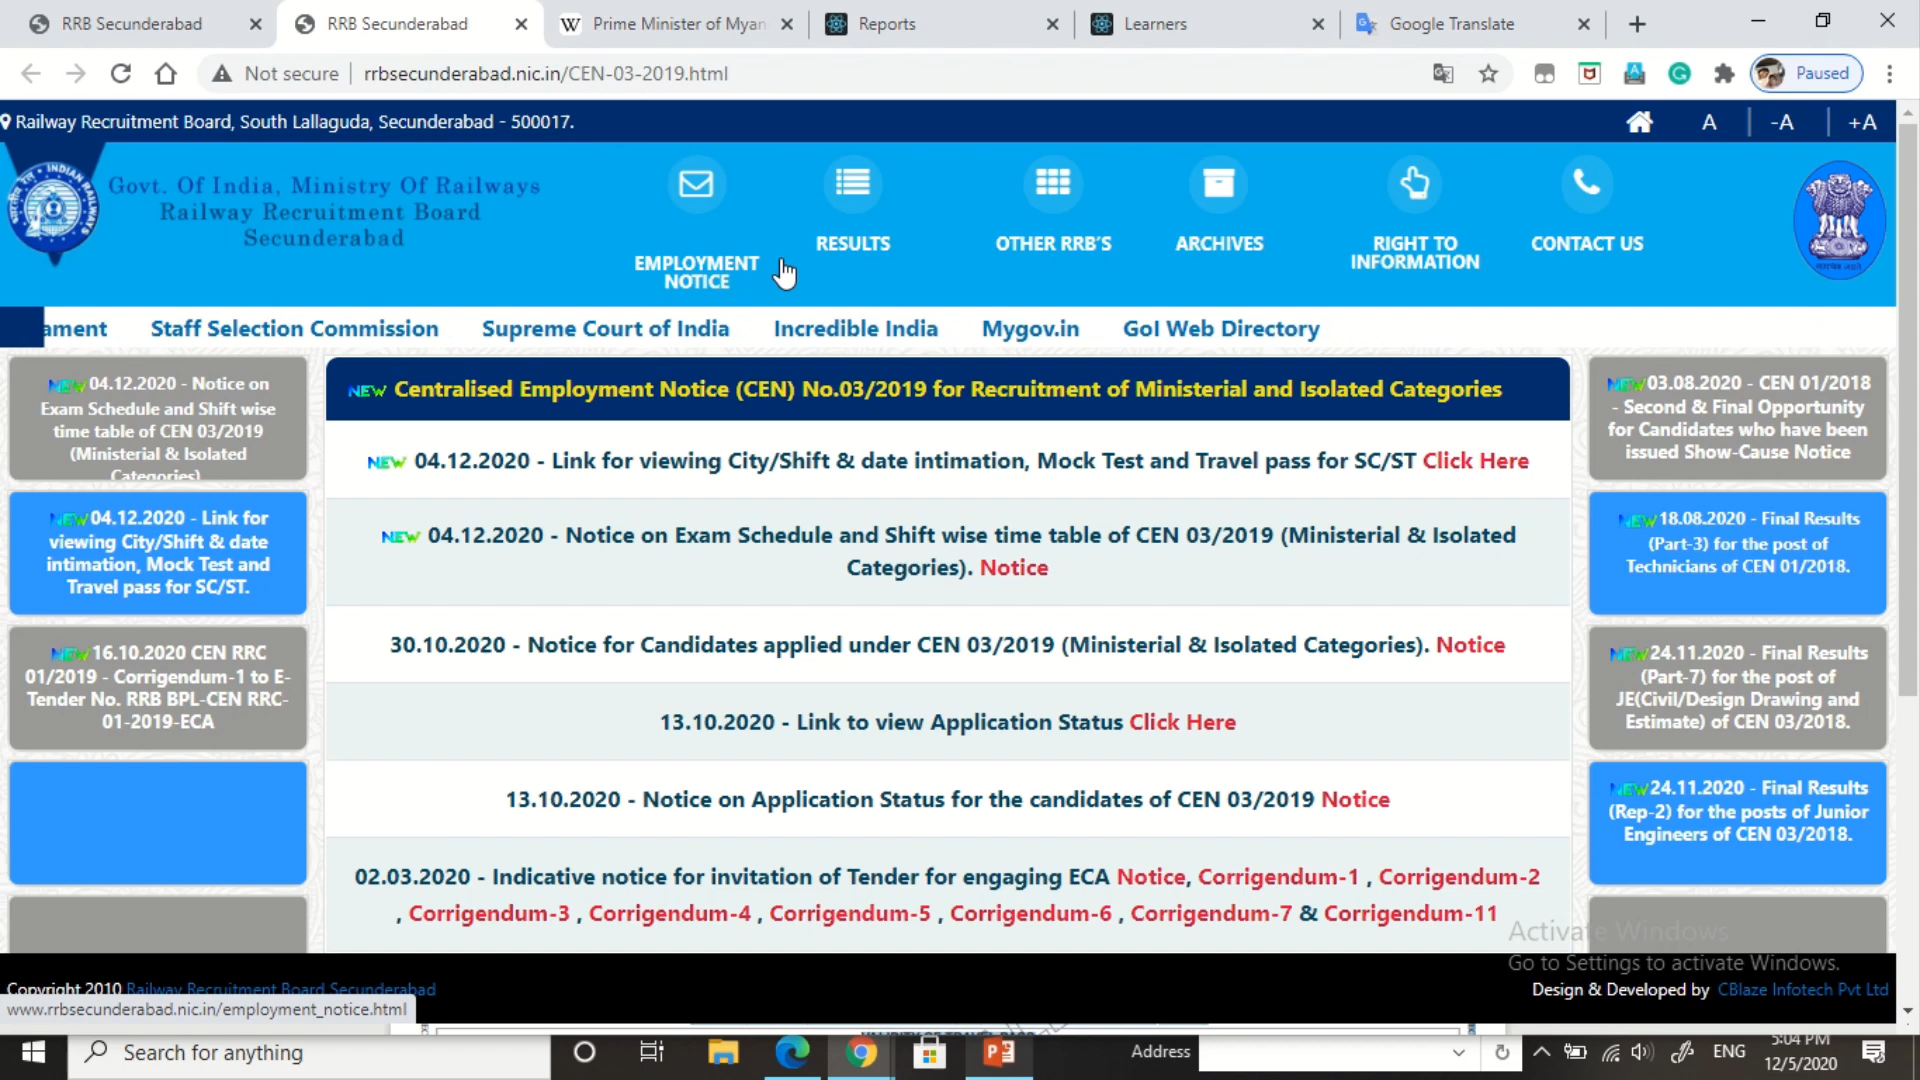 RRB Secunderabad
RRB Secunderabad
Prime Minister of Myan
Reports
Learners
Google Translate
Not secure
rrbsecunderabad.nic.in/CEN-03-2019.html
Paused
Railway Recruitment Board, South Lallaguda, Secunderabad - 500017.
A
-A
+A
Govt. Of India, Ministry Of Railways
Railway Recruitment Board
Secunderabad
EMPLOYMENT
NOTICE
RESULTS
OTHER RRB'S
ARCHIVES
RIGHT TO
INFORMATION
CONTACT US
ament
Staff Selection Commission
Supreme Court of India
Incredible India
Mygov.in
GoI Web Directory
NEW 04.12.2020 - Notice on
Exam Schedule and Shift wise
time table of CEN 03/2019
(Ministerial & Isolated
Categories)
NEW 04.12.2020 - Link for
viewing City/Shift & date
intimation, Mock Test and
Travel pass for SC/ST.
NEW 16.10.2020 CEN RRC
01/2019 - Corrigendum-1 to E-
Tender No. RRB BPL-CEN RRC-
01-2019-ECA
NEW Centralised Employment Notice (CEN) No.03/2019 for Recruitment of Ministerial and Isolated Categories
NEW 04.12.2020 - Link for viewing City/Shift & date intimation, Mock Test and Travel pass for SC/ST Click Here
NEW 04.12.2020 - Notice on Exam Schedule and Shift wise time table of CEN 03/2019 (Ministerial & Isolated
Categories). Notice
30.10.2020 - Notice for Candidates applied under CEN 03/2019 (Ministerial & Isolated Categories). Notice
13.10.2020 - Link to view Application Status Click Here
13.10.2020 - Notice on Application Status for the candidates of CEN 03/2019 Notice
02.03.2020 - Indicative notice for invitation of Tender for engaging ECA Notice, Corrigendum-1 , Corrigendum-2
, Corrigendum-3 , Corrigendum-4 , Corrigendum-5 , Corrigendum-6 , Corrigendum-7 & Corrigendum-11
NEW 03.08.2020 - CEN 01/2018
- Second & Final Opportunity
for Candidates who have been
issued Show-Cause Notice
NEW 18.08.2020 - Final Results
(Part-3) for the post of
Technicians of CEN 01/2018.
NEW 24.11.2020 - Final Results
(Part-7) for the post of
JE(Civil/Design Drawing and
Estimate) of CEN 03/2018.
NEW 24.11.2020 - Final Results
(Rep-2) for the posts of Junior
Engineers of CEN 03/2018.
Activate Windows
Go to Settings to activate Windows.
Copyright 2010 Railway Recruitment Board Secunderabad
Design & Developed by CBlaze Infotech Pvt Ltd
www.rrbsecunderabad.nic.in/employment_notice.html
VALIDITY OF TRAVEL PASS
Search for anything
Address
ENG
5:04 PM
12/5/2020